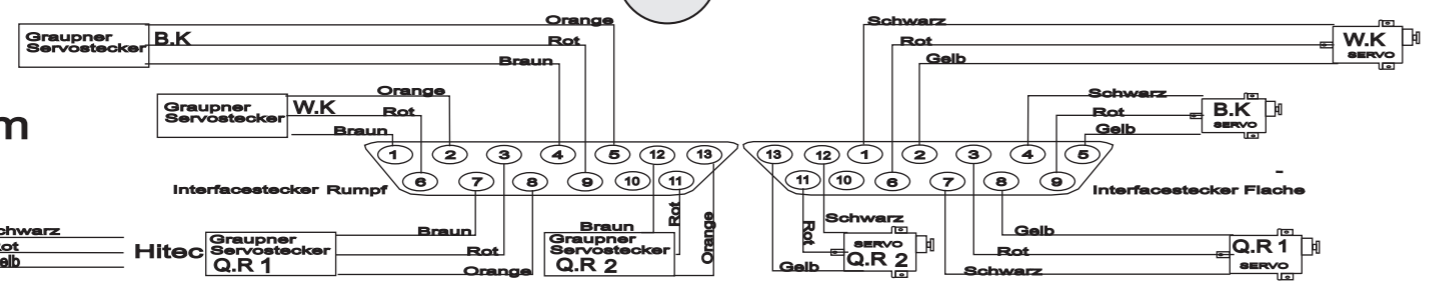 Orange
Graupner
Servostecker
B.K
Rot
Braun
Schwarz
Rot
Gelb
W.K
SERVO
m
Graupner
Servostecker
W.K
Orange
Rot
Braun
Schwarz
Rot
Gelb
B.K
SERVO
1 2 3 4 5 12 13
6 7 8 9 10 11
13 12 1 2 3 4 5
11 10 6 7 8 9
Interfacestecker Rumpf
Interfacestecker Flache
chwarz
ot
elb
Hitec
Graupner
Servostecker
Q.R 1
Braun
Rot
Orange
Braun
Graupner
Servostecker
Q.R 2
Rot
Orange
Rot
Schwarz
Gelb
SERVO
Q.R 2
Gelb
Rot
Schwarz
Q.R 1
SERVO